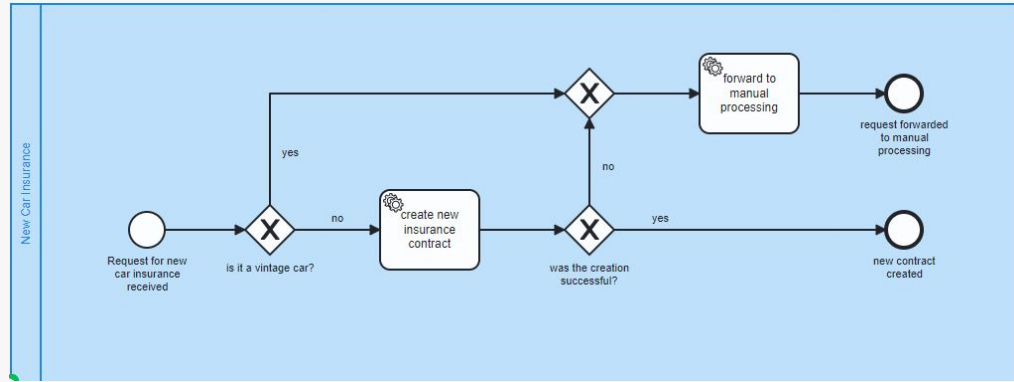 New Car Insurance
forward to
manual
processing
request forwarded
to manual
processing
yes
no
no
create new
insurance
contract
yes
Request for new
car insurance
received
is it a vintage car?
was the creation
successful?
new contract
created